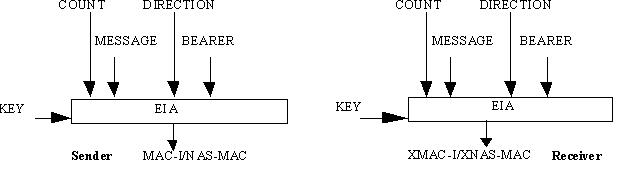 COUNT DIRECTION
MESSAGE BEARER
KEY EIA
Sender MAC-I/NAS-MAC
COUNT DIRECTION
MESSAGE BEARER
KEY EIA
XMAC-I/XNAS-MAC Receiver